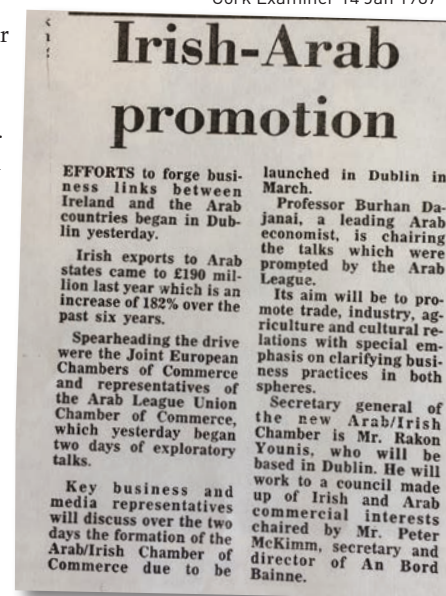 Irish-Arab
promotion
EFFORTS to forge busi-
ness links between
Ireland and the Arab
countries began in Dub-
lin yesterday.
Irish exports to Arab
states came to £190 mil-
lion last year which is an
increase of 182% over the
past six years.
Spearheading the drive
were the Joint European
Chambers of Commerce
and representatives of
the Arab League Union
Chamber of Commerce,
which yesterday began
two days of exploratory
talks.
Key business and
media representatives
will discuss over the two
days the formation of the
Arab/Irish Chamber of
Commerce due to be
launched in Dublin in
March.
Professor Burhan Da-
janai, a leading Arab
economist, is chairing
the talks which were
prompted by the Arab
League.
Its aim will be to pro-
mote trade, industry, ag-
riculture and cultural re-
lations with special em-
phasis on clarifying busi-
ness practices in both
spheres.
Secretary general of
the new Arab/Irish
Chamber is Mr. Rakon
Younis, who will be
based in Dublin. He will
work to a council made
up of Irish and Arab
commercial interests
chaired by Mr. Peter
McKimm, secretary and
director of An Bord
Bainne.